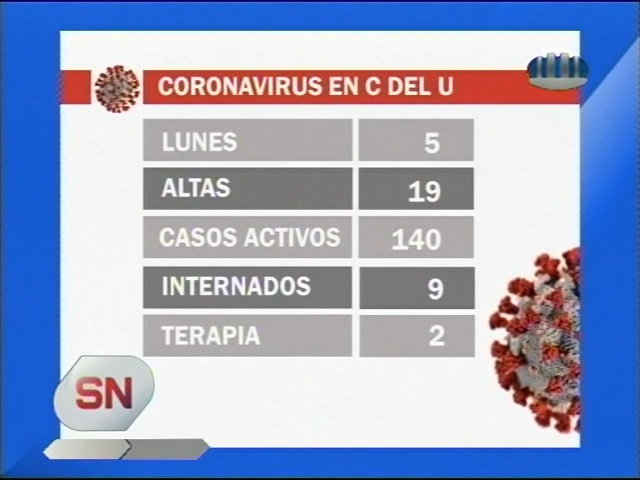 CORONAVIRUS EN C DEL U
LUNES 5
ALTAS 19
CASOS ACTIVOS 140
INTERNADOS 9
TERAPIA 2
SN